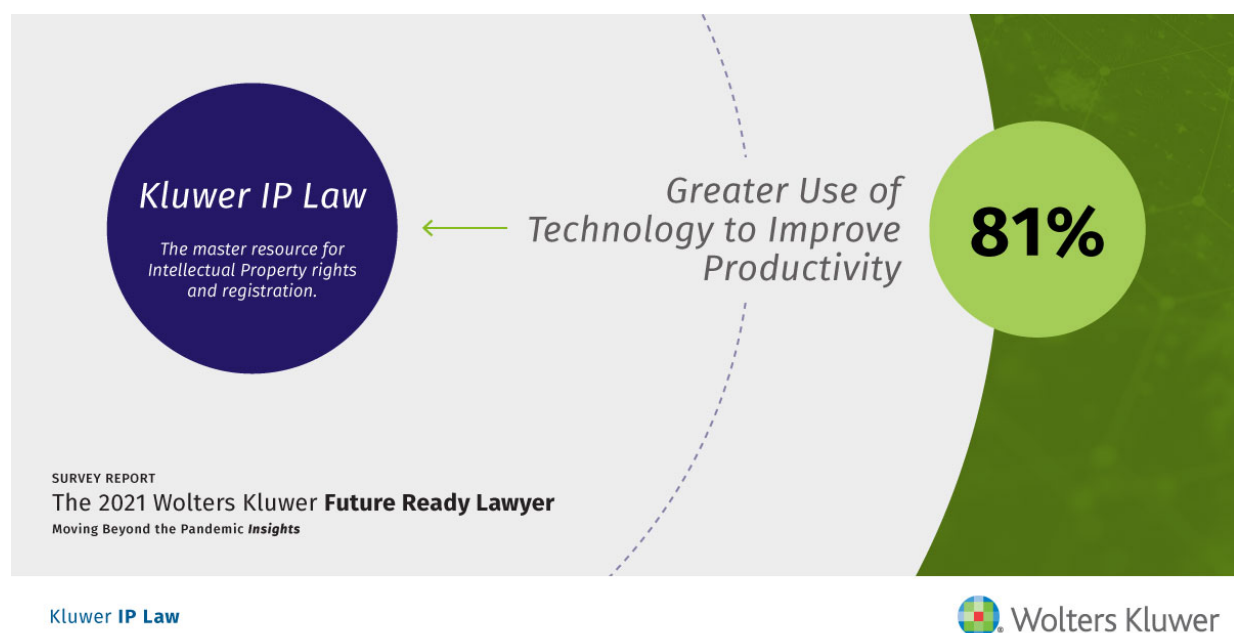 Kluwer IP Law
The master resource for
Intellectual Property rights
and registration.
Greater Use of
Technology to Improve
Productivity
81%
SURVEY REPORT
The 2021 Wolters Kluwer Future Ready Lawyer
Moving Beyond the Pandemic Insights
Kluwer IP Law
Wolters Kluwer